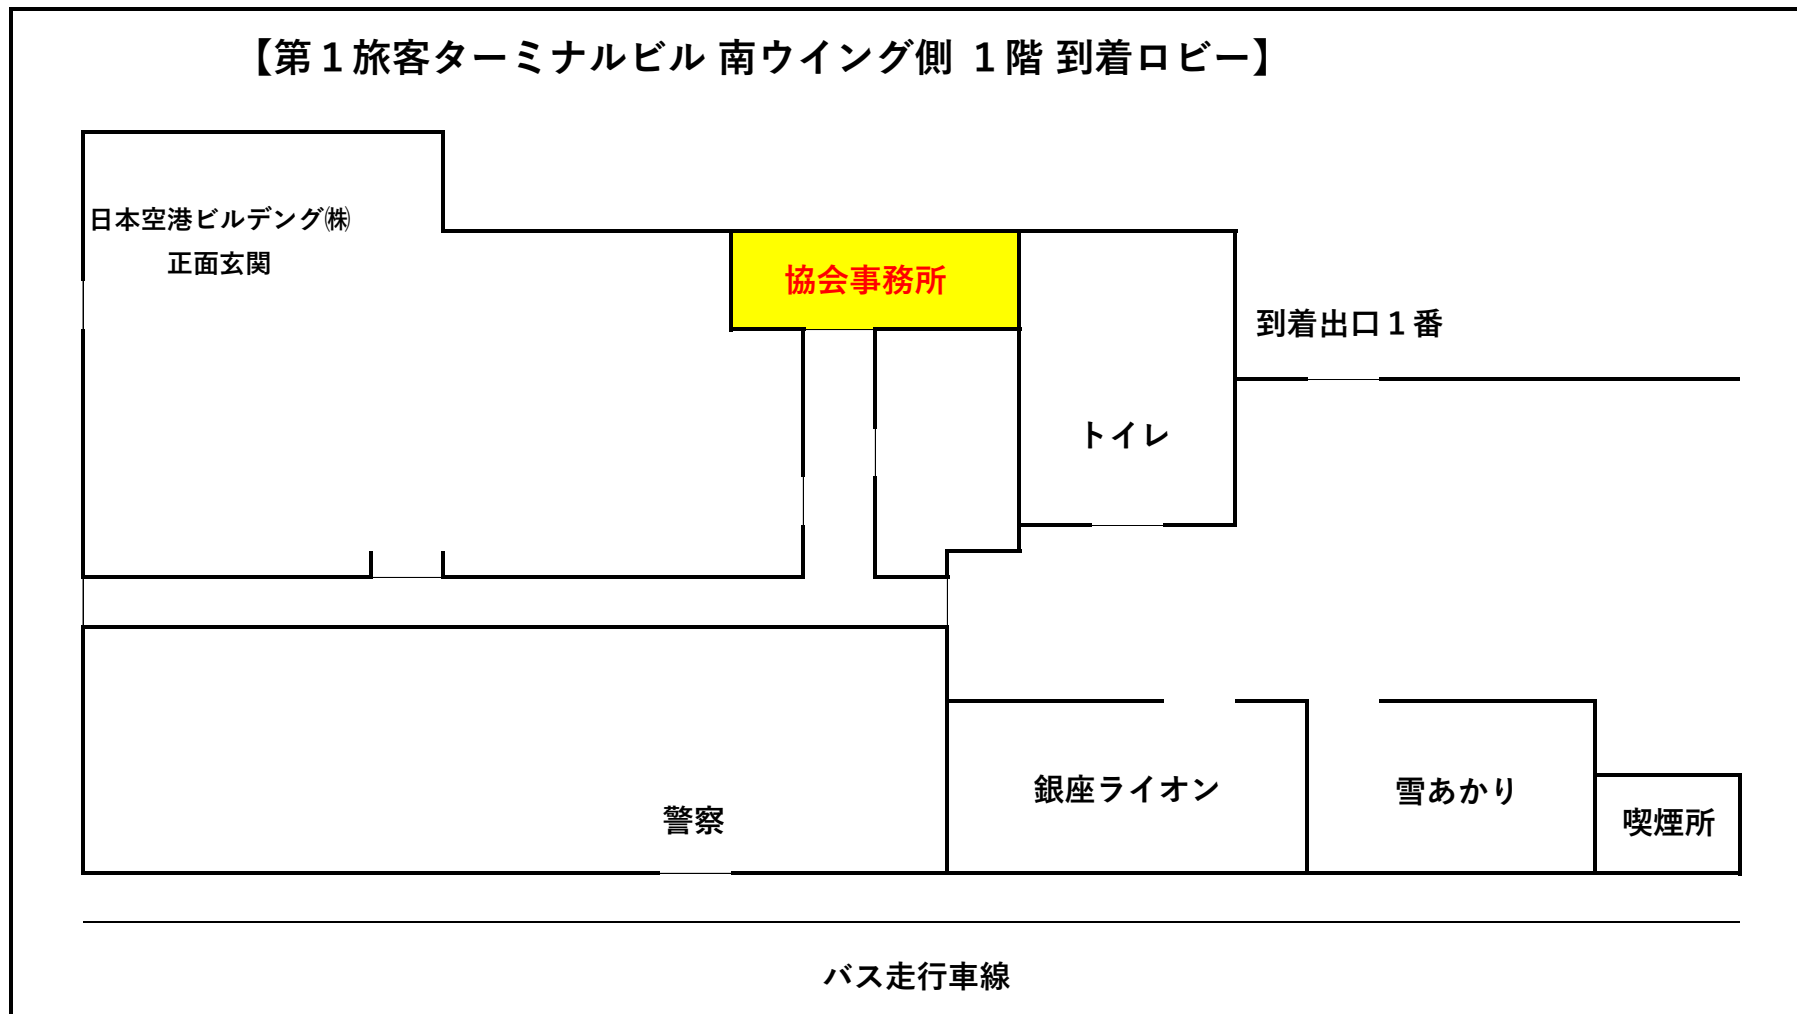 【第１旅客ターミナルビル 南ウイング側 １階 到着ロビー】
日本空港ビルデング㈱
正面玄関
協会事務所
到着出口１番
トイレ
銀座ライオン
雪あかり
喫煙所
警察
バス走行車線